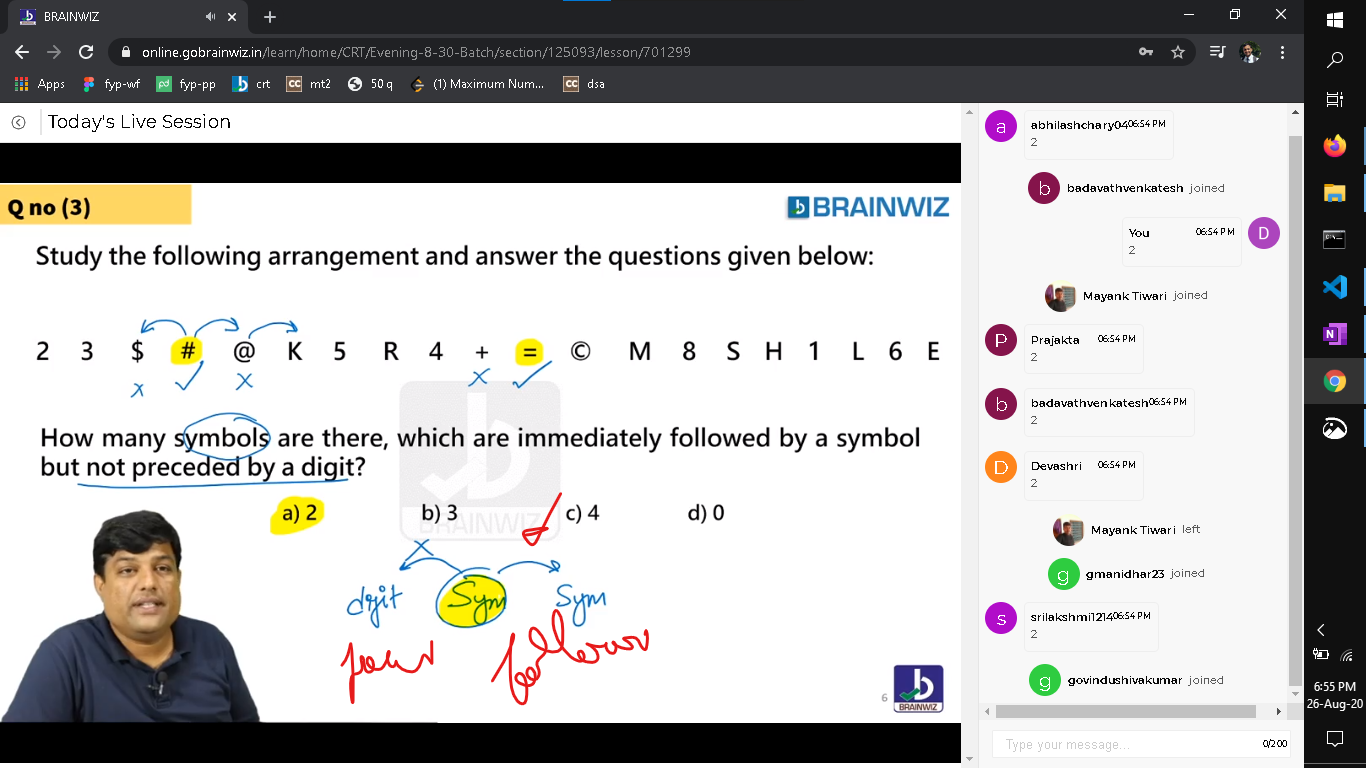 BRAINWIZ
online.gobrainwiz.in/learn/home/CRT/Evening-8-30-Batch/section/125093/lesson/701299
Apps fyp-wf fyp-pp crt mt2 50 q (1) Maximum Num... dsa
Today's Live Session
Q no (3)
BRAINWIZ
Study the following arrangement and answer the questions given below:
2 3 $ # @ K 5 R 4 + = © M 8 S H 1 L 6 E
x ✓ x x ✓
How many symbols are there, which are immediately followed by a symbol
but not preceded by a digit?
a) 2 b) 3 c) 4 d) 0
BRAINWIZ
x
digit Sym Sym
follow
6
BRAINWIZ
a
abhilashchary04 06:54 PM
2
b
badavathvenkatesh joined
You 06:54 PM
2
D
Mayank Tiwari joined
P
Prajakta 06:54 PM
2
b
badavathvenkatesh 06:54 PM
2
D
Devashri 06:54 PM
2
Mayank Tiwari left
g
gmanidhar23 joined
s
srilakshmi1214 06:54 PM
2
g
govindushivakumar joined
Type your message... 0/200
6:55 PM
26-Aug-20